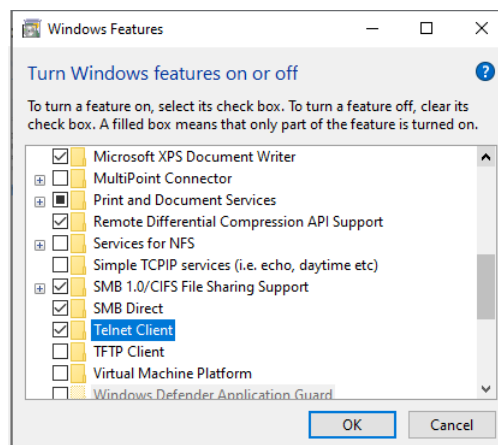 Windows Features
Turn Windows features on or off
?
To turn a feature on, select its check box. To turn a feature off, clear its
check box. A filled box means that only part of the feature is turned on.
Microsoft XPS Document Writer
MultiPoint Connector
Print and Document Services
Remote Differential Compression API Support
Services for NFS
Simple TCPIP services (i.e. echo, daytime etc)
SMB 1.0/CIFS File Sharing Support
SMB Direct
Telnet Client
TFTP Client
Virtual Machine Platform
Windows Defender Application Guard
OK Cancel